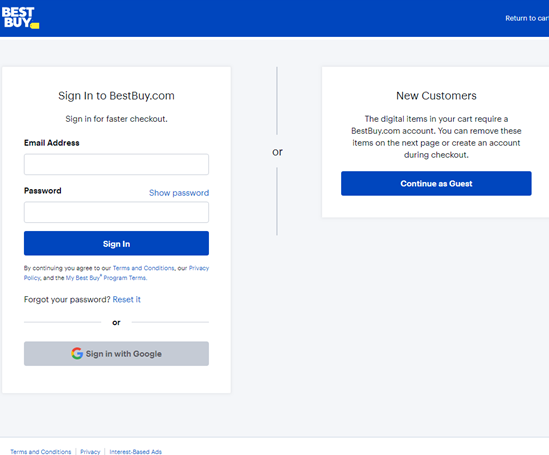 BEST
BUY
Return to car
Sign In to BestBuy.com
Sign in for faster checkout.
Email Address
Password
Show password
Sign In
By continuing you agree to our Terms and Conditions, our Privacy
Policy, and the My Best Buy® Program Terms.
Forgot your password? Reset it
or
Sign in with Google
or
New Customers
The digital items in your cart require a
BestBuy.com account. You can remove these
items on the next page or create an account
during checkout.
Continue as Guest
Terms and Conditions
Privacy
Interest-Based Ads